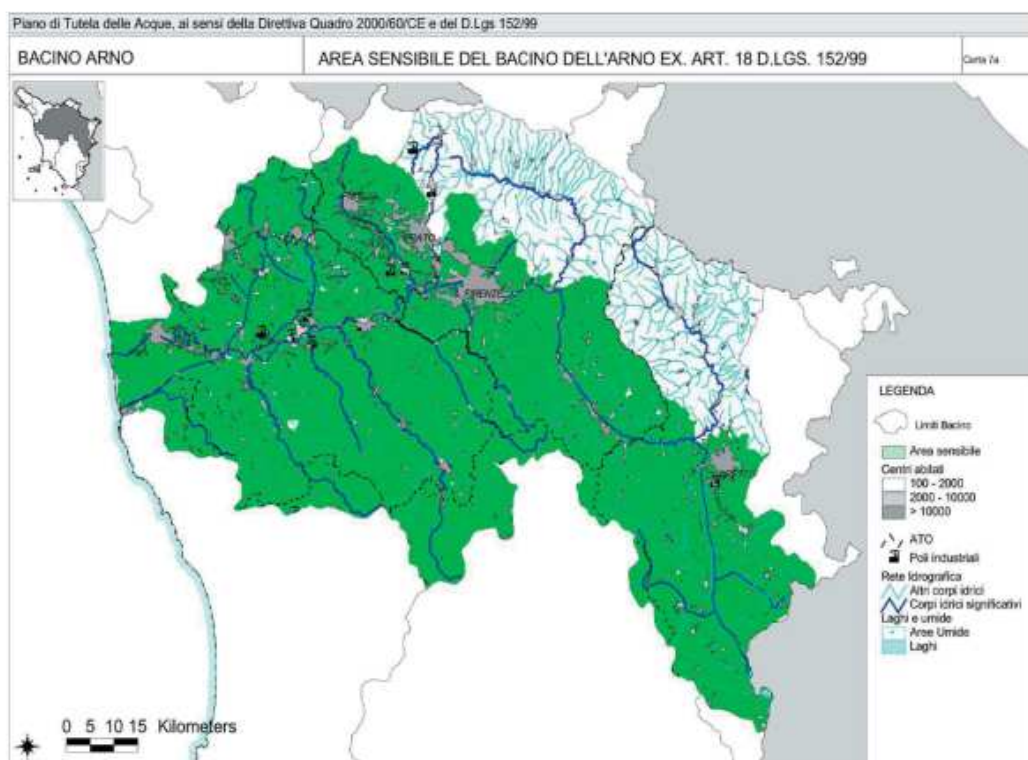 Piano di Tutela delle Acque, ai sensi della Direttiva Quadro 2000/60/CE e del D.Lgs 152/99
BACINO ARNO
AREA SENSIBILE DEL BACINO DELL'ARNO EX. ART. 18 D.LGS. 152/99
Carta 7a
FIRENZE
LEGENDA
Limiti Bacino
Area sensibile
Centri abitati
100 - 2000
2000 - 10000
> 10000
ATO
Poli industriali
Rete Idrografica
Altri corpi idrici
Corpi idrici significativi
Laghi e umide
Aree Umide
Laghi
0 5 10 15 Kilometers